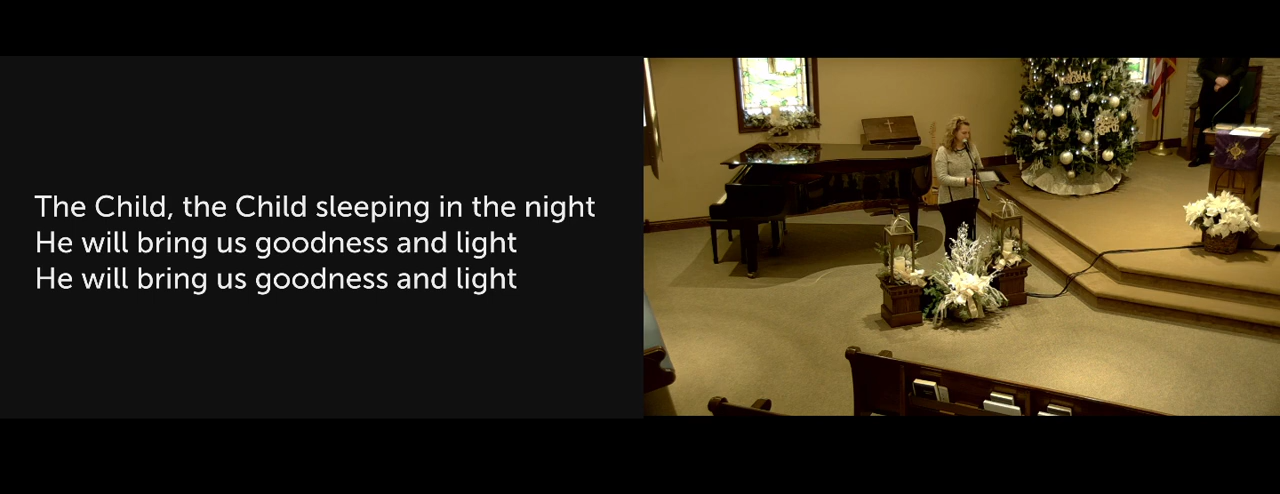 The Child, the Child sleeping in the night
He will bring us goodness and light
He will bring us goodness and light